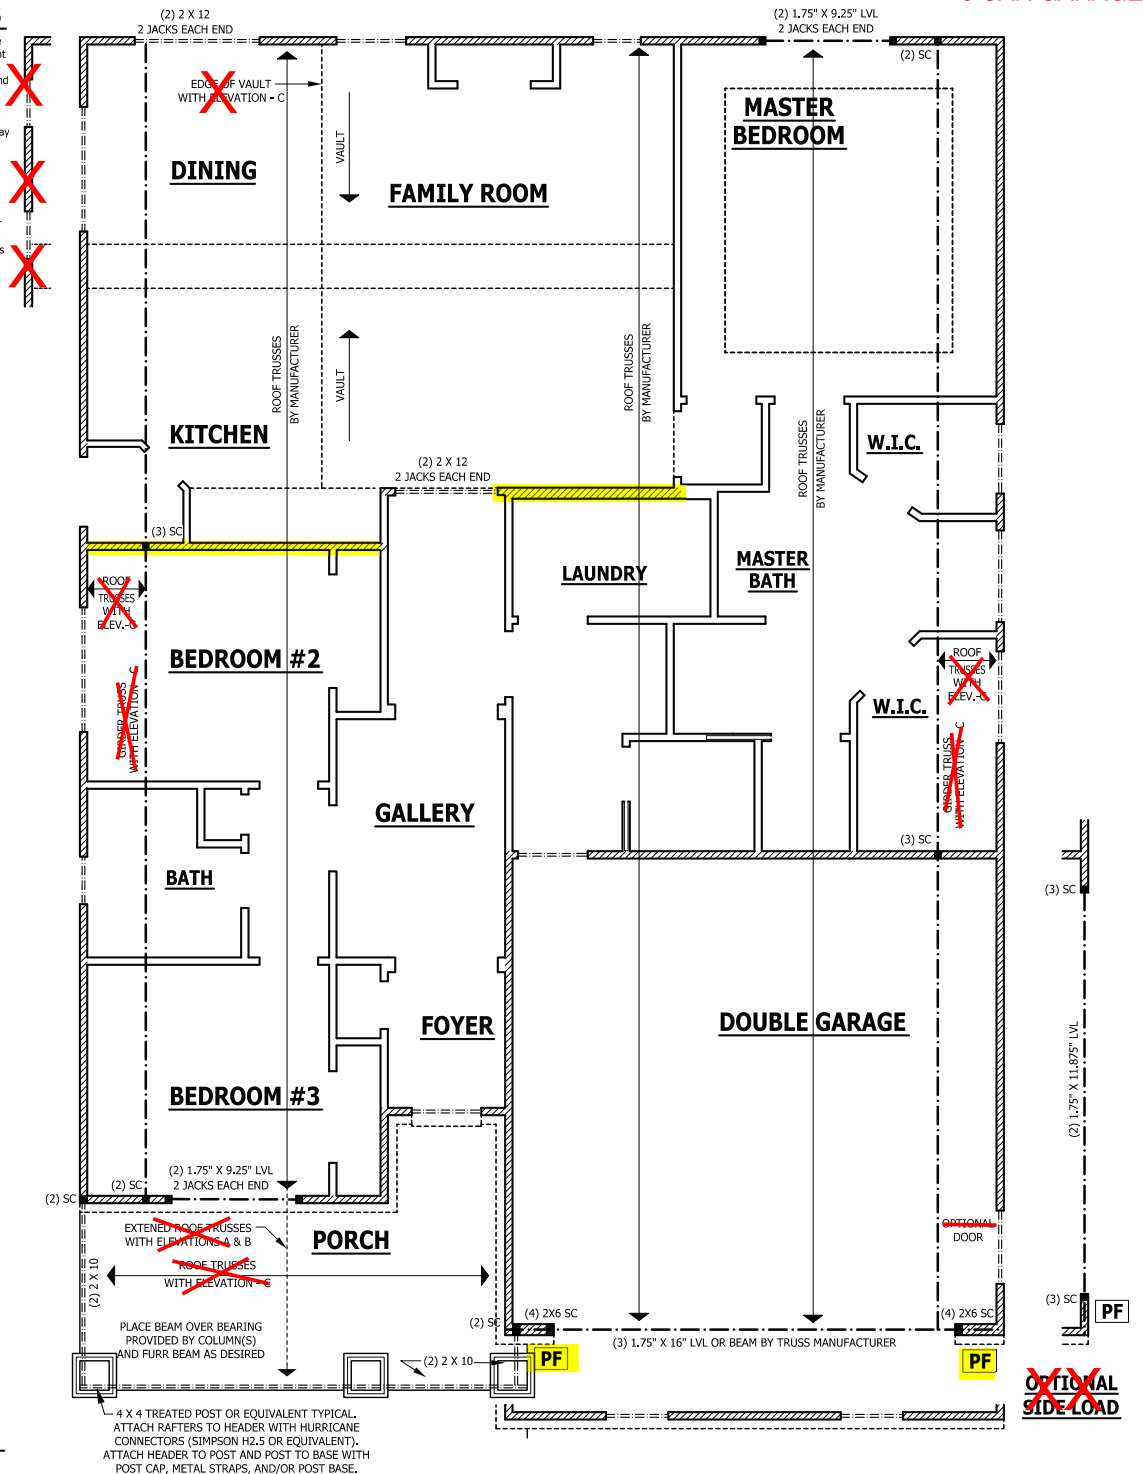 (2) 2 X 12
2 JACKS EACH END
(2) 1.75" X 9.25" LVL
2 JACKS EACH END
(2) SC
EDGE OF VAULT
WITH ELEVATION - C
MASTER
BEDROOM
DINING
VAULT
FAMILY ROOM
ROOF TRUSSES
BY MANUFACTURER
ROOF TRUSSES
BY MANUFACTURER
VAULT
ROOF TRUSSES
BY MANUFACTURER
KITCHEN
W.I.C.
(2) 2 X 12
2 JACKS EACH END
(3) SC
LAUNDRY
MASTER
BATH
ROOF
TRUSSES
WITH
ELEV.-C
BEDROOM #2
ROOF
TRUSSES
WITH
ELEV.-C
GIRDER TRUSS
WITH ELEVATION - C
W.I.C.
GIRDER TRUSS
WITH ELEVATION - C
GALLERY
(3) SC
BATH
(3) SC
FOYER
DOUBLE GARAGE
BEDROOM #3
(2) 1.75" X 11.875" LVL
(2) 1.75" X 9.25" LVL
2 JACKS EACH END
(2) SC
(2) SC
EXTENED ROOF TRUSSES
WITH ELEVATIONS A & B
PORCH
OPTIONAL
DOOR
ROOF TRUSSES
WITH ELEVATION - C
(2) 2 X 10
PLACE BEAM OVER BEARING
PROVIDED BY COLUMN(S)
AND FURR BEAM AS DESIRED
(2) SC
(4) 2X6 SC
(4) 2X6 SC
(3) SC
PF
(3) 1.75" X 16" LVL OR BEAM BY TRUSS MANUFACTURER
(2) 2 X 10
PF
PF
OPTIONAL
SIDE LOAD
4 X 4 TREATED POST OR EQUIVALENT TYPICAL.
ATTACH RAFTERS TO HEADER WITH HURRICANE
CONNECTORS (SIMPSON H2.5 OR EQUIVALENT).
ATTACH HEADER TO POST AND POST TO BASE WITH
POST CAP, METAL STRAPS, AND/OR POST BASE.